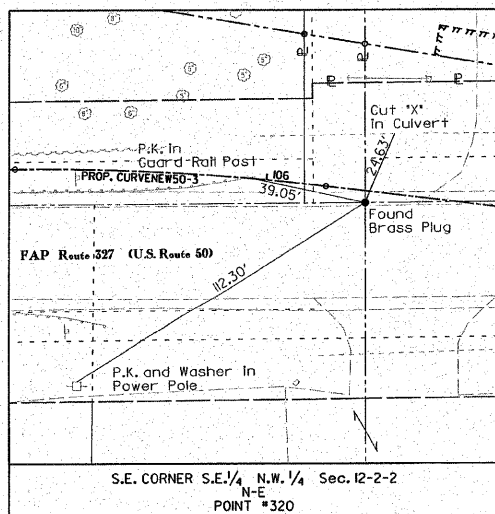 Cut "X"
in Culvert
24.63'
P.K. in
Guard-Rail Post
PROP. CURVENEW50-3
106
39.05'
Found
Brass Plug
FAP Route 327 (U.S. Route 50)
112.30'
P.K. and Washer in
Power Pole
S.E. CORNER S.E.1/4 N.W. 1/4 Sec. 12-2-2
N-E
POINT #320